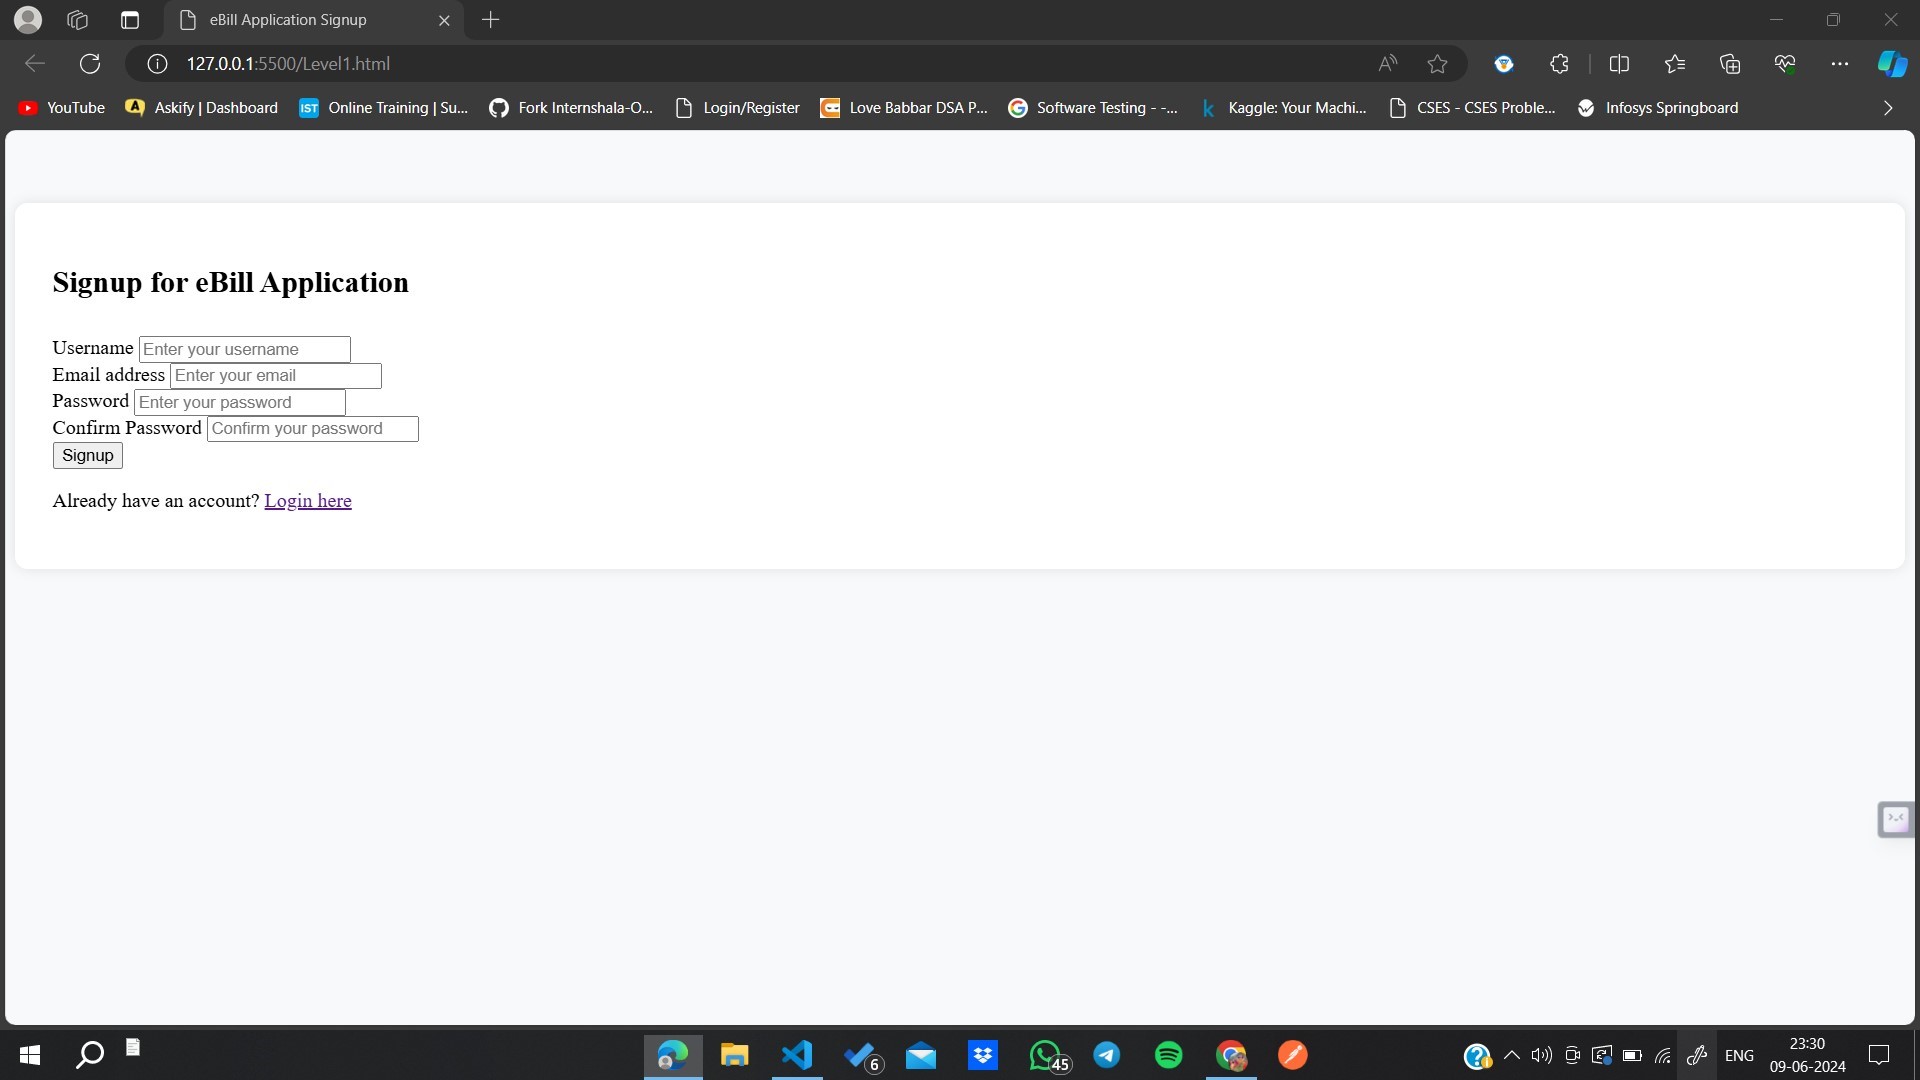 eBill Application Signup
127.0.0.1:5500/Level1.html
YouTube Askify | Dashboard IST Online Training | Su... Fork Internshala-O... Login/Register Love Babbar DSA P... Software Testing - -... Kaggle: Your Machi... CSES - CSES Proble... Infosys Springboard
Signup for eBill Application
Username Enter your username
Email address Enter your email
Password Enter your password
Confirm Password Confirm your password
Signup
Already have an account? Login here
6 45 ENG 23:30
09-06-2024